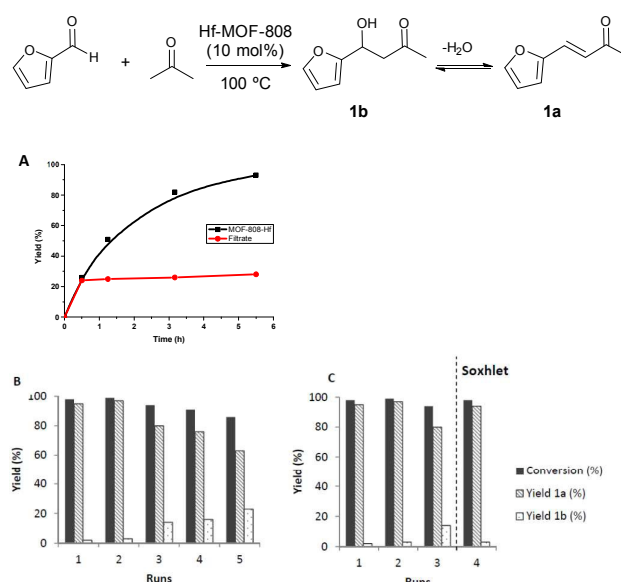 O
H
O
+
O
Hf-MOF-808
(10 mol%)
100 ºC
OH
O
O
1b
-H₂O
O
O
1a
A
Yield (%)
100
80
60
40
20
0
MOF-808-Hf
Filtrate
0 1 2 3 4 5 6
Time (h)
B
Yield (%)
100
80
60
40
20
0
1 2 3 4 5
Runs
C
Soxhlet
Yield (%)
100
80
60
40
20
0
1 2 3 4
Runs
Conversion (%)
Yield 1a (%)
Yield 1b (%)